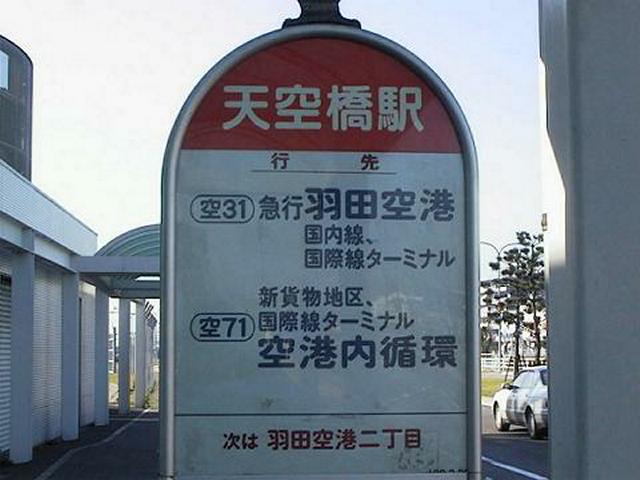 天空橋駅
行先
空31 急行羽田空港
国内線、
国際線ターミナル
新貨物地区、
空71 国際線ターミナル
空港内循環
次は 羽田空港二丁目